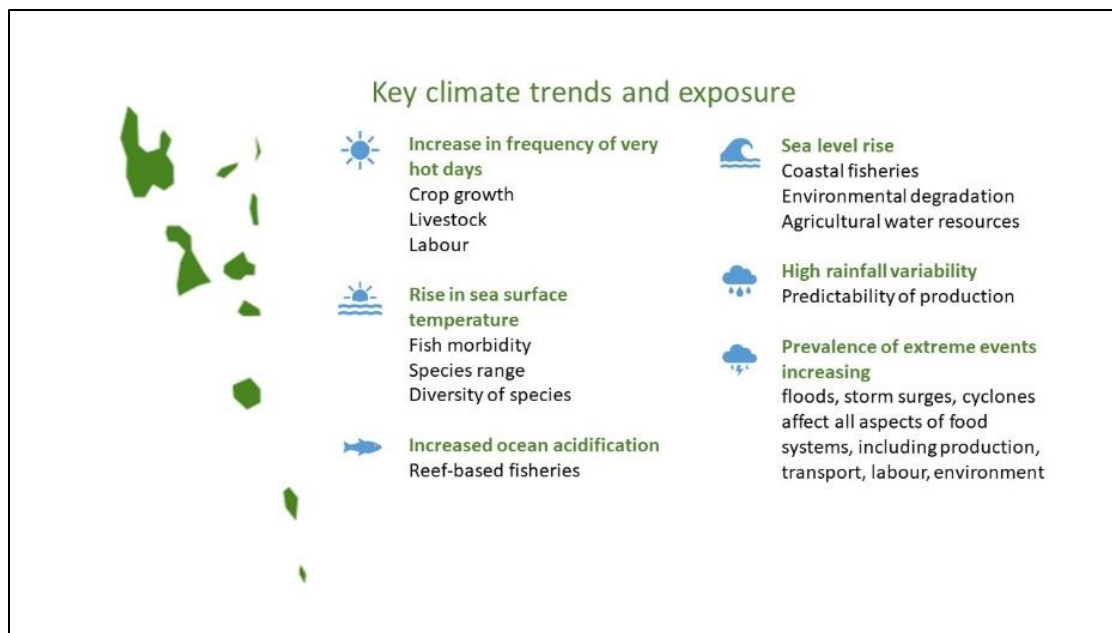 Key climate trends and exposure
Increase in frequency of very
hot days
Crop growth
Livestock
Labour
Rise in sea surface
temperature
Fish morbidity
Species range
Diversity of species
Increased ocean acidification
Reef-based fisheries
Sea level rise
Coastal fisheries
Environmental degradation
Agricultural water resources
High rainfall variability
Predictability of production
Prevalence of extreme events
increasing
floods, storm surges, cyclones
affect all aspects of food
systems, including production,
transport, labour, environment